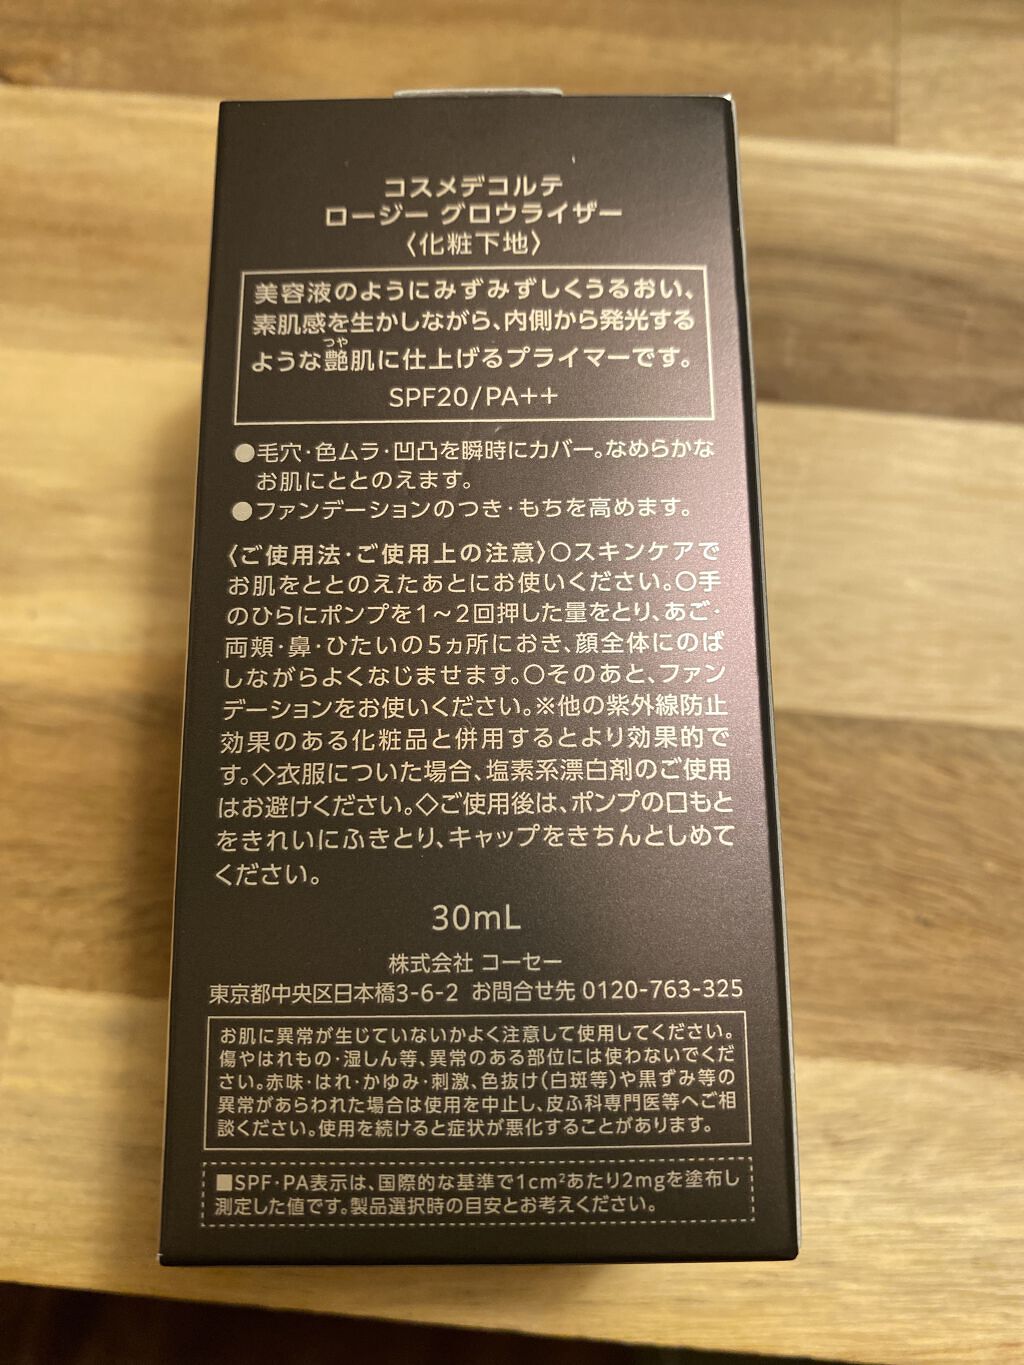 コスメデコルテ
ロージー グロウライザー
〈化粧下地〉
美容液のようにみずみずしくうるおい、
素肌感を生かしながら、内側から発光する
つや
ような艶肌に仕上げるプライマーです。
SPF20/PA++
●毛穴・色ムラ・凹凸を瞬時にカバー。なめらかな
お肌にととのえます。
●ファンデーションのつき・もちを高めます。
〈ご使用法・ご使用上の注意〉○スキンケアで
お肌をととのえたあとにお使いください。○手
のひらにポンプを1～2回押した量をとり、あご・
両頬・鼻・ひたいの5ヵ所におき、顔全体にのば
しながらよくなじませます。○そのあと、ファン
デーションをお使いください。※他の紫外線防止
効果のある化粧品と併用するとより効果的で
す。◇衣服についた場合、塩素系漂白剤のご使用
はお避けください。◇ご使用後は、ポンプの口もと
をきれいにふきとり、キャップをきちんとしめて
ください。
30mL
株式会社 コーセー
東京都中央区日本橋3-6-2 お問合せ先 0120-763-325
お肌に異常が生じていないかよく注意して使用してください。
傷やはれもの・湿しん等、異常のある部位には使わないでくだ
さい。赤味・はれ・かゆみ・刺激、色抜け(白斑等)や黒ずみ等の
異常があらわれた場合は使用を中止し、皮ふ科専門医等へご相
談ください。使用を続けると症状が悪化することがあります。
■SPF・PA表示は、国際的な基準で1cm²あたり2mgを塗布し
測定した値です。製品選択時の目安とお考えください。